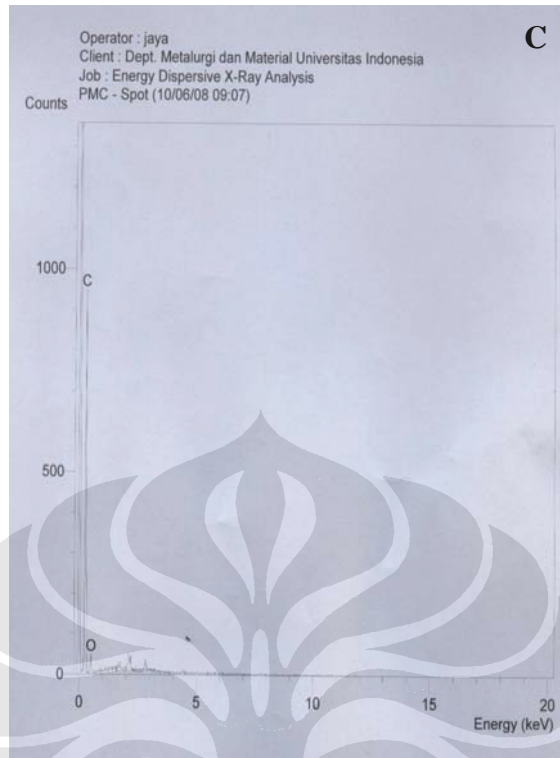 C
Operator : jaya
Client : Dept. Metalurgi dan Material Universitas Indonesia
Job : Energy Dispersive X-Ray Analysis
PMC - Spot (10/06/08 09:07)
Counts
1000
C
500
O
0
0 5 10 15 20
Energy (keV)